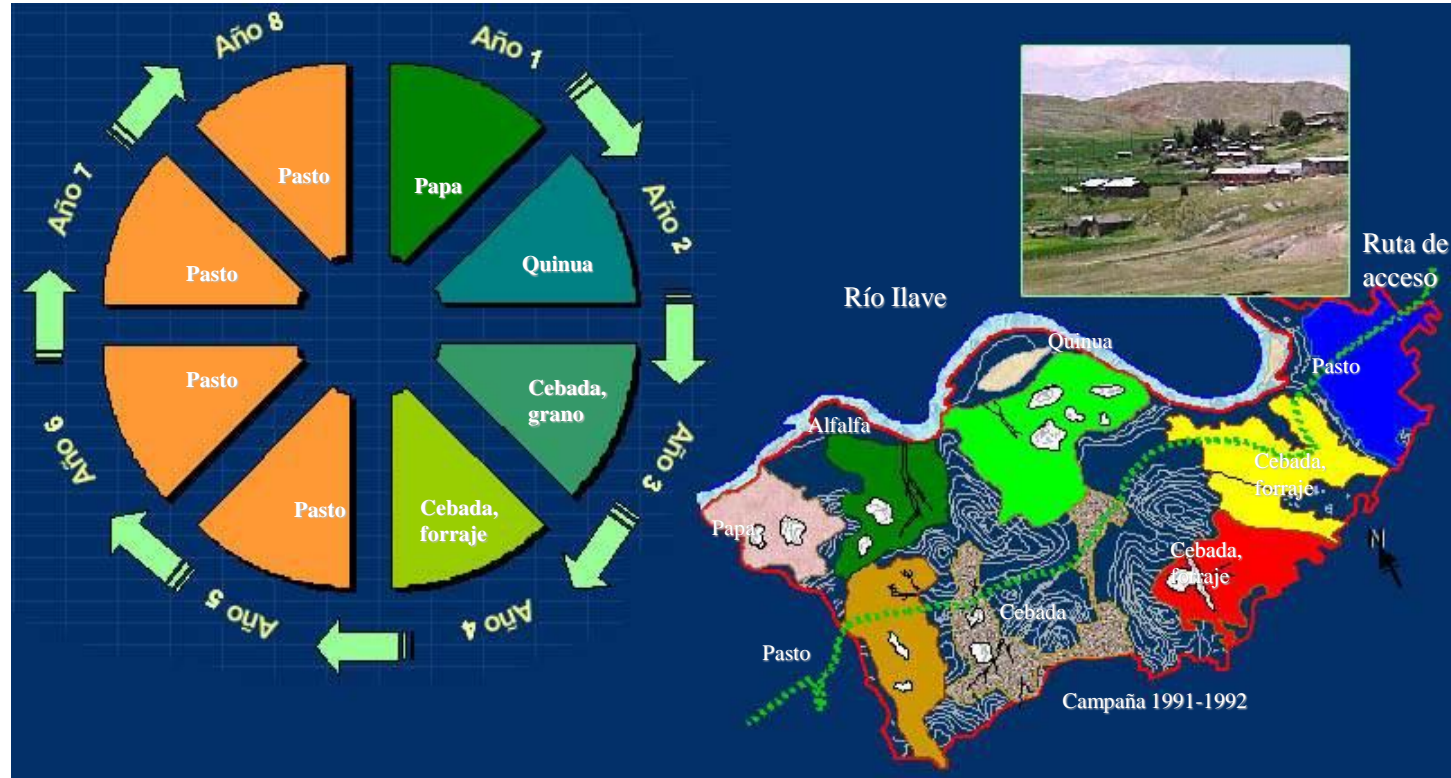 Año 8
Año 1
Año 7
Año 2
Pasto
Papa
Pasto
Quinua
Pasto
Cebada,
grano
Pasto
Cebada,
forraje
Año 6
Año 3
Año 5
Año 4
Ruta de
acceso
Río Ilave
Quinua
Pasto
Alfalfa
Cebada,
forraje
Papa
N
Cebada,
forraje
Cebada
Pasto
Campaña 1991-1992